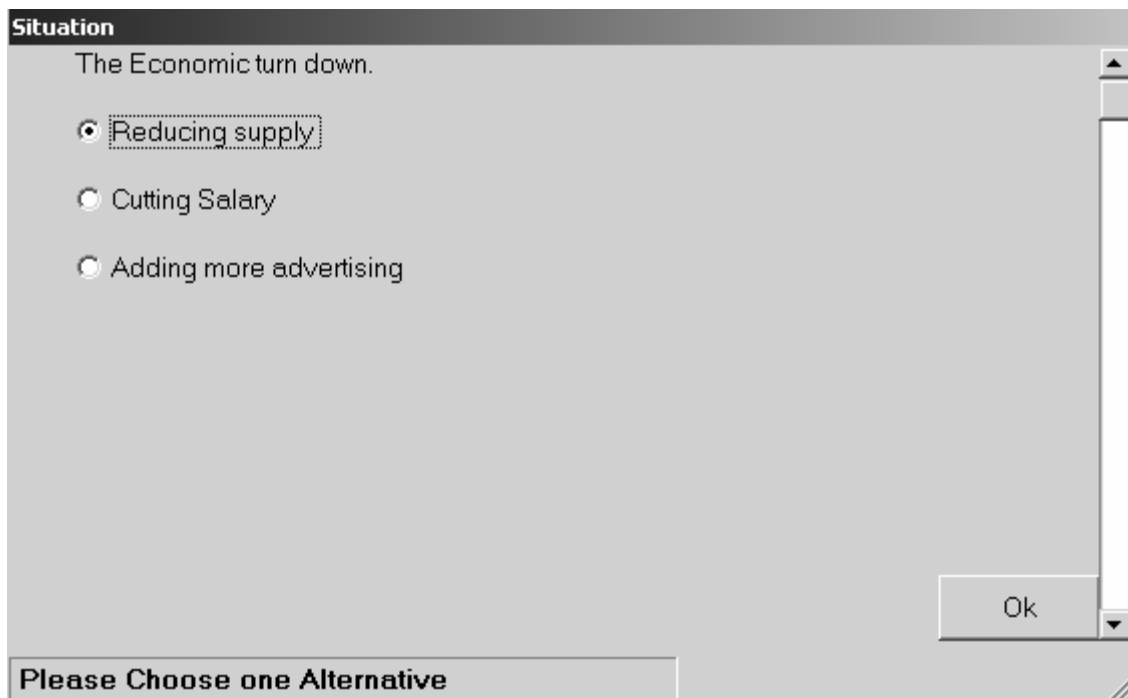 Situation
The Economic turn down.
Reducing supply
Cutting Salary
Adding more advertising
Ok
Please Choose one Alternative